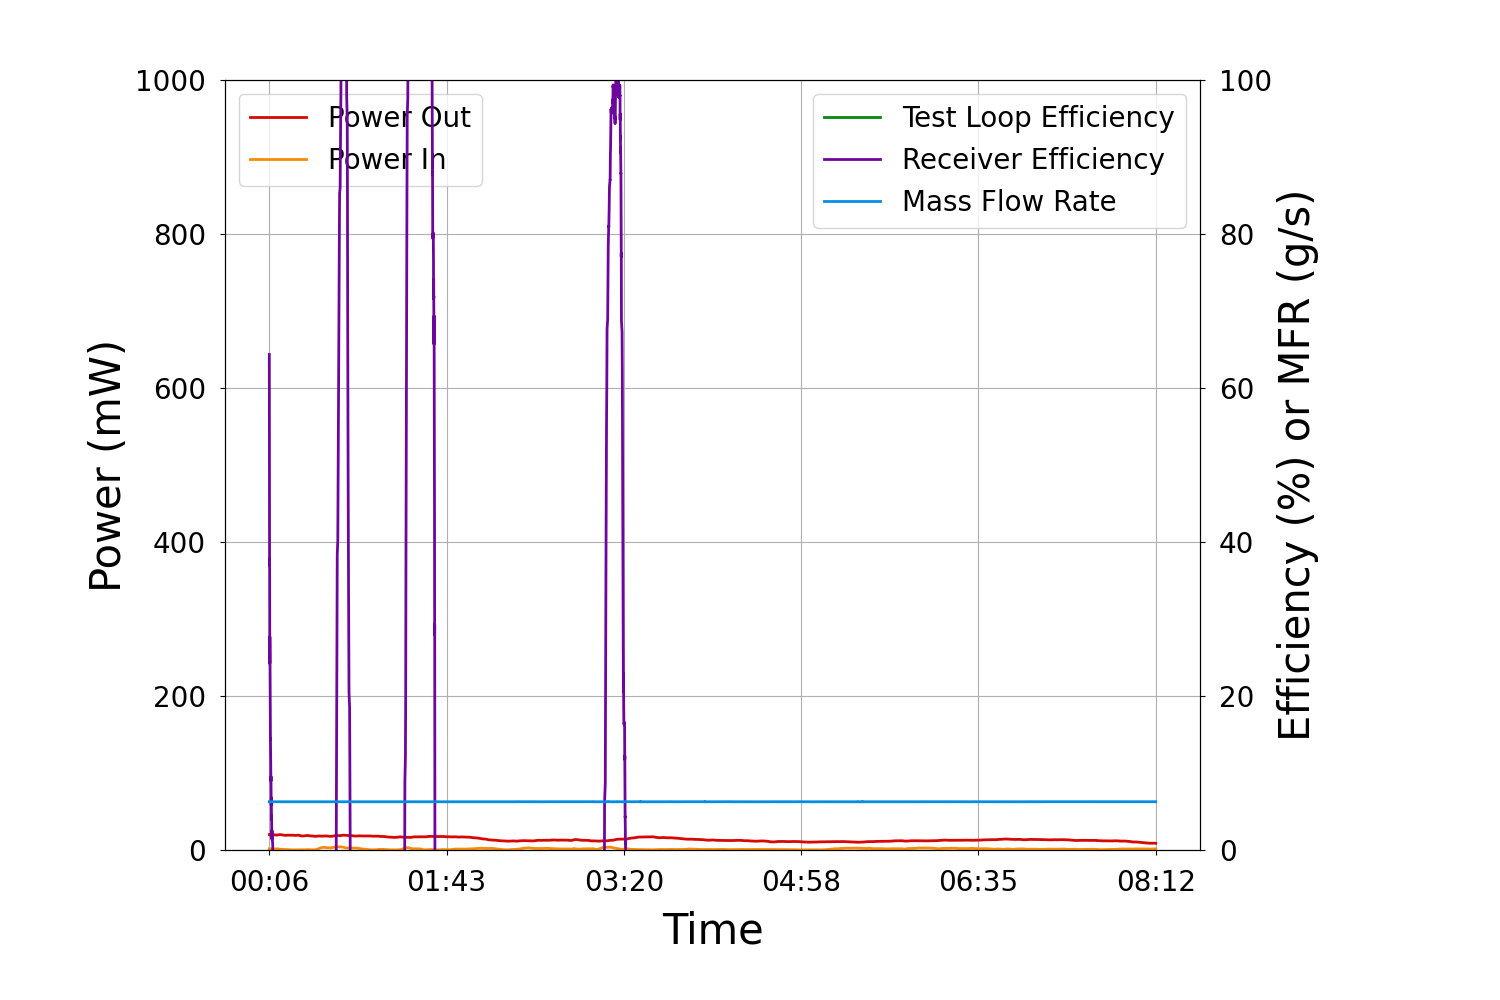 1000
800
600
400
200
0
Power (mW)
Power Out
Power In
Test Loop Efficiency
Receiver Efficiency
Mass Flow Rate
100
80
60
40
20
0
Efficiency (%) or MFR (g/s)
00:06 01:43 03:20 04:58 06:35 08:12
Time